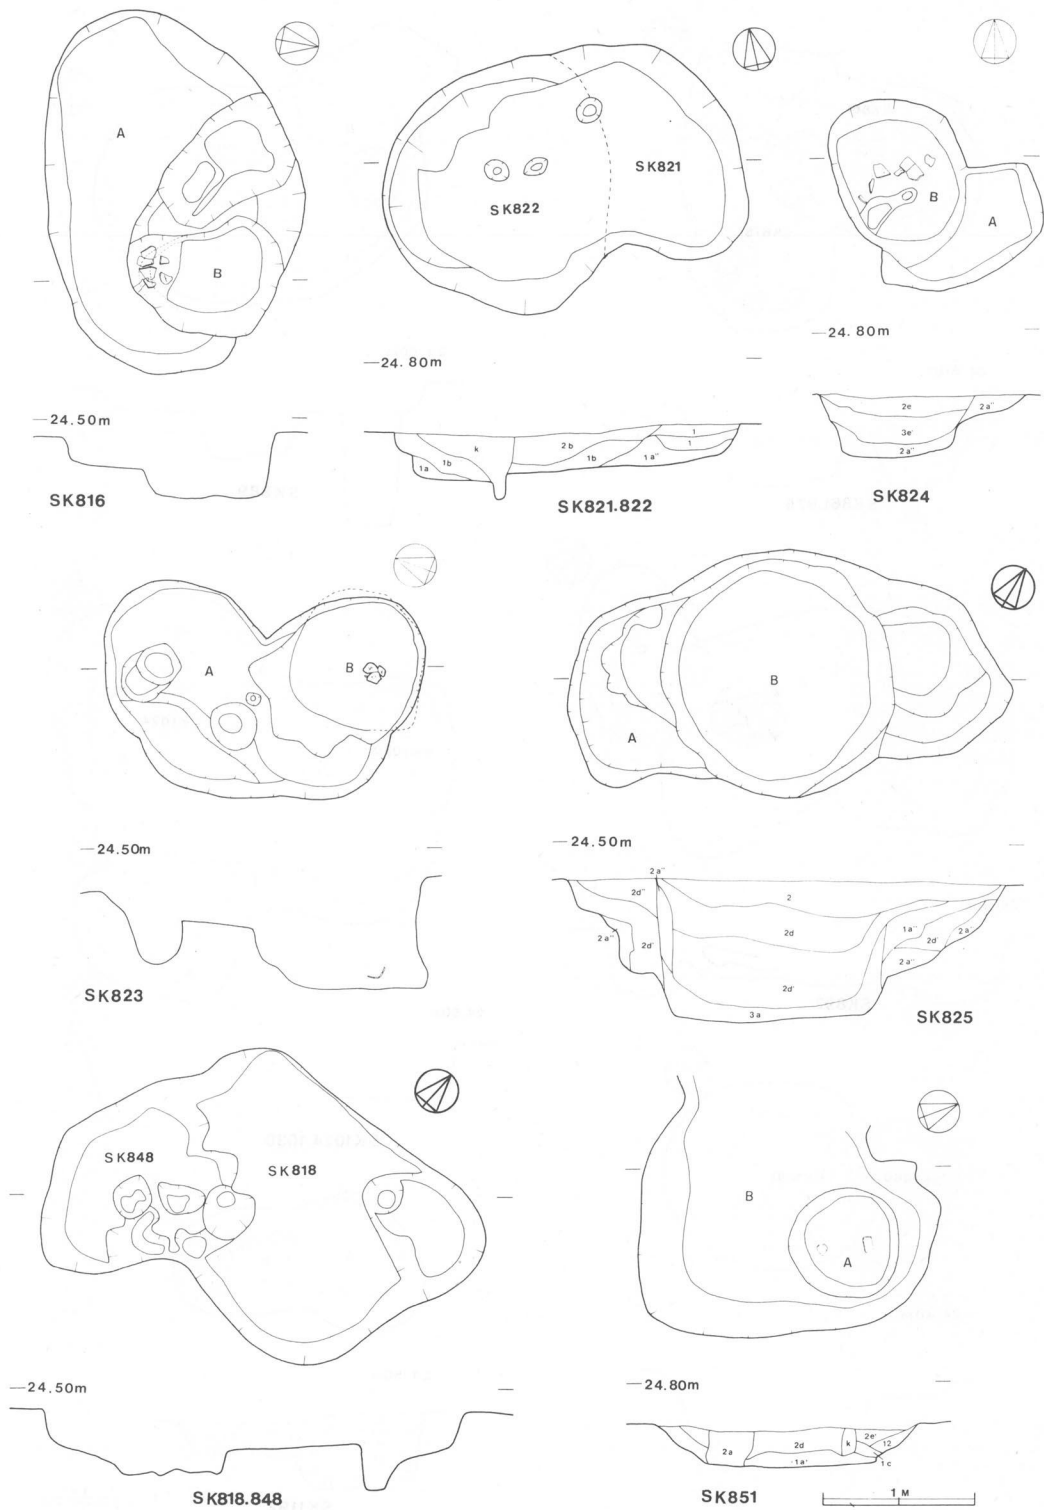 A
B
—24.50m
SK816
SK822
SK821
—24.80m
k
1a
1b
2b
1b
1a''
1
1
SK821.822
B
A
—24.80m
2e
2a''
3e'
2a''
SK824
A
B
—24.50m
SK823
A
B
—24.50m
2a''
2d''
2
2d
1a''
2a'
2a''
2d'
2d
2a''
2d'
3a
SK825
SK848
SK818
—24.50m
SK818.848
B
A
—24.80m
2a
2d
k
2e'
12
1a'
1c
SK851
1 M